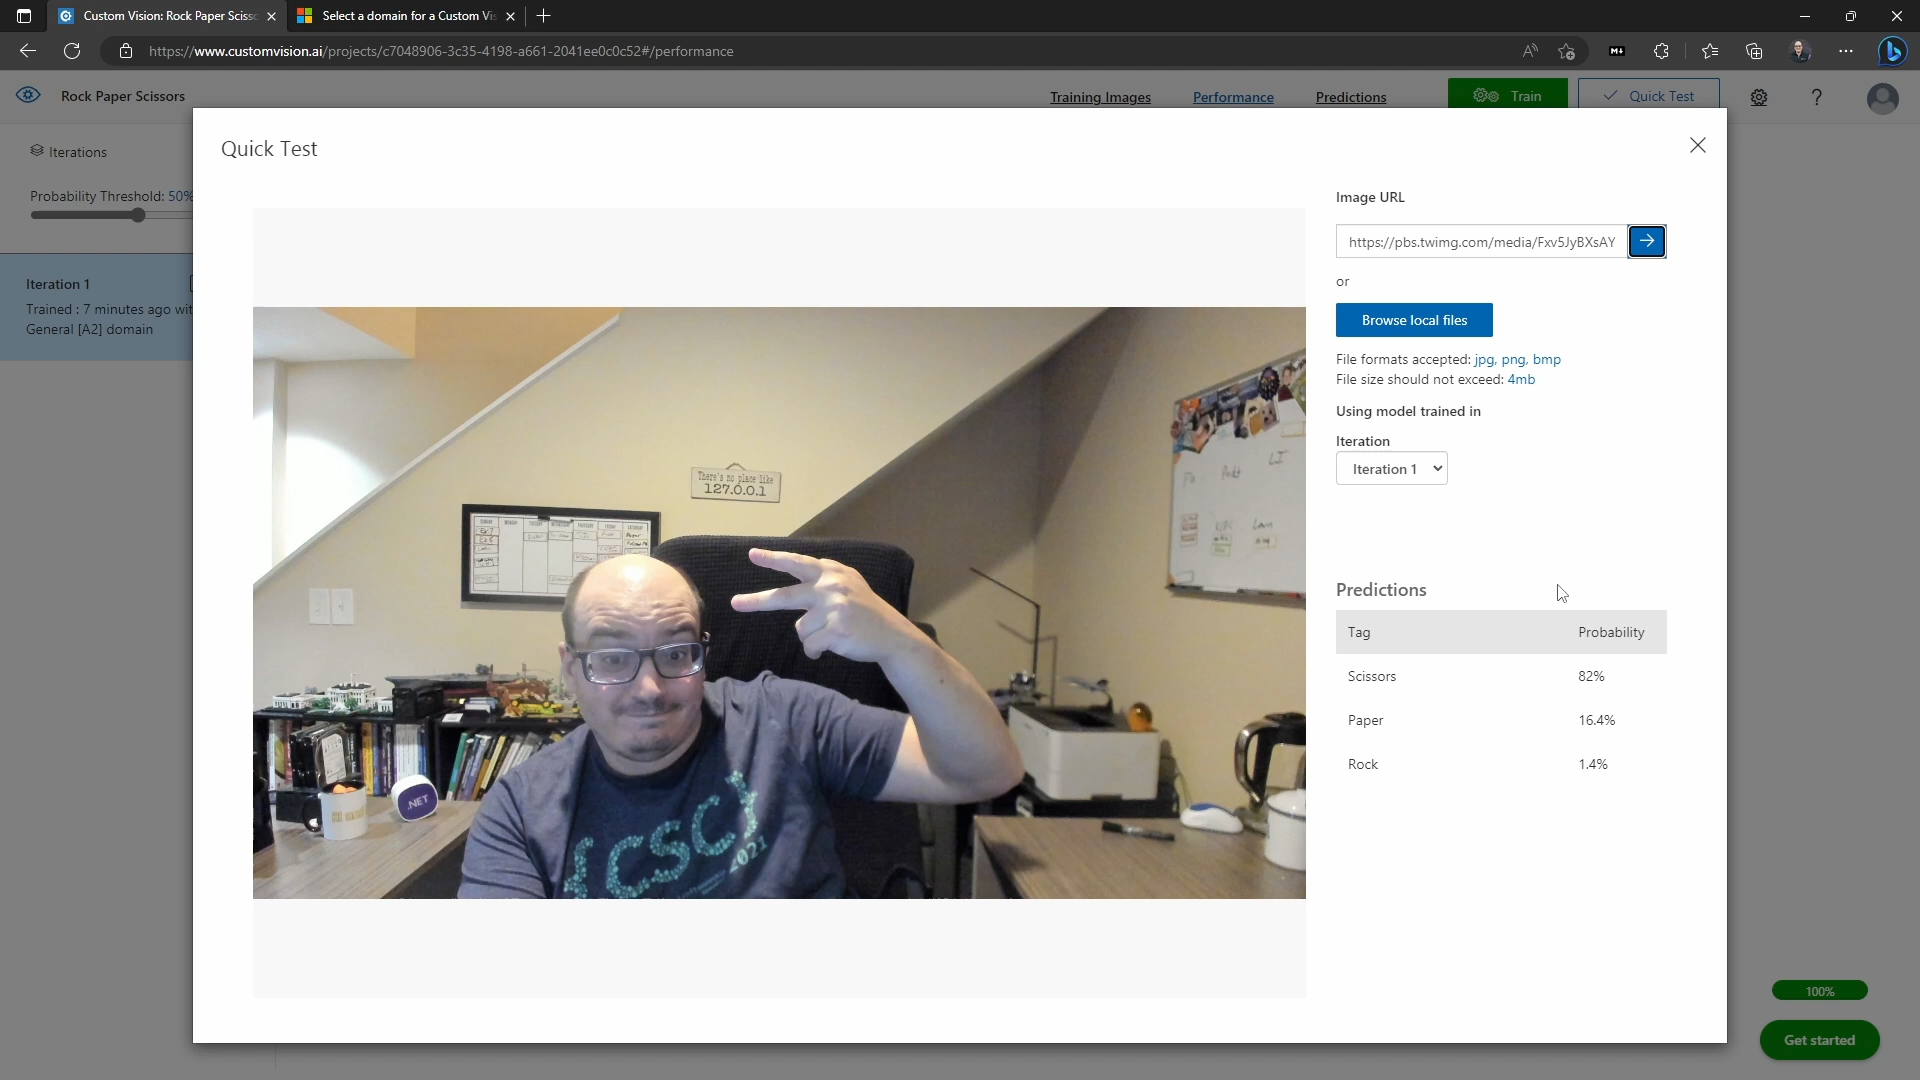 Custom Vision: Rock Paper Scisso
Select a domain for a Custom Vis
https://www.customvision.ai/projects/c7048906-3c35-4198-a661-2041ee0c0c52#/performance
Rock Paper Scissors
Training Images
Performance
Predictions
Train
Quick Test
?
Iterations
Probability Threshold: 50%
Iteration 1
Trained : 7 minutes ago wit
General [A2] domain
Quick Test
Image URL
https://pbs.twimg.com/media/Fxv5JyBXsAY
or
Browse local files
File formats accepted: jpg, png, bmp
File size should not exceed: 4mb
Using model trained in
Iteration
Iteration 1
There's no place like
127.0.0.1
.NET
CSCJ
2021
Predictions
Tag Probability
Scissors 82%
Paper 16.4%
Rock 1.4%
100%
Get started